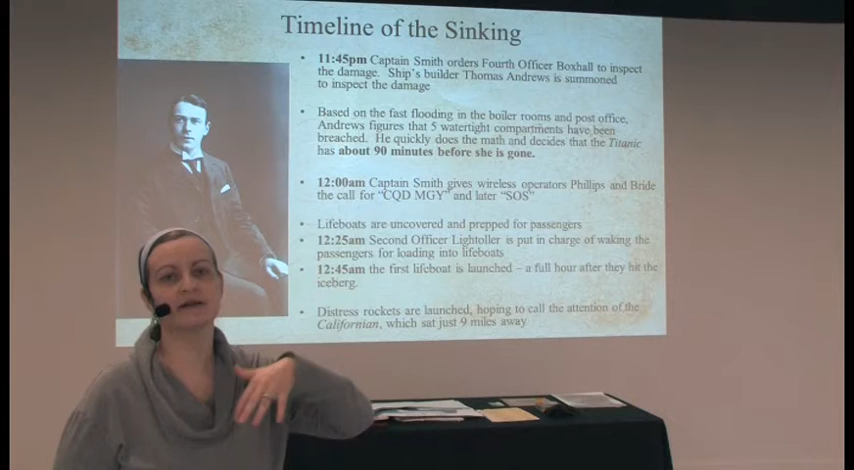 Timeline of the Sinking
• 11:45pm Captain Smith orders Fourth Officer Boxhall to inspect
the damage. Ship's builder Thomas Andrews is summoned
to inspect the damage
• Based on the fast flooding in the boiler rooms and post office,
Andrews figures that 5 watertight compartments have been
breached. He quickly does the math and decides that the Titanic
has about 90 minutes before she is gone.
• 12:00am Captain Smith gives wireless operators Phillips and Bride
the call for "CQD MGY" and later "SOS"
• Lifeboats are uncovered and prepped for passengers
• 12:25am Second Officer Lightoller is put in charge of waking the
passengers for loading into lifeboats
• 12:45am the first lifeboat is launched – a full hour after they hit the
iceberg.
• Distress rockets are launched, hoping to call the attention of the
Californian, which sat just 9 miles away